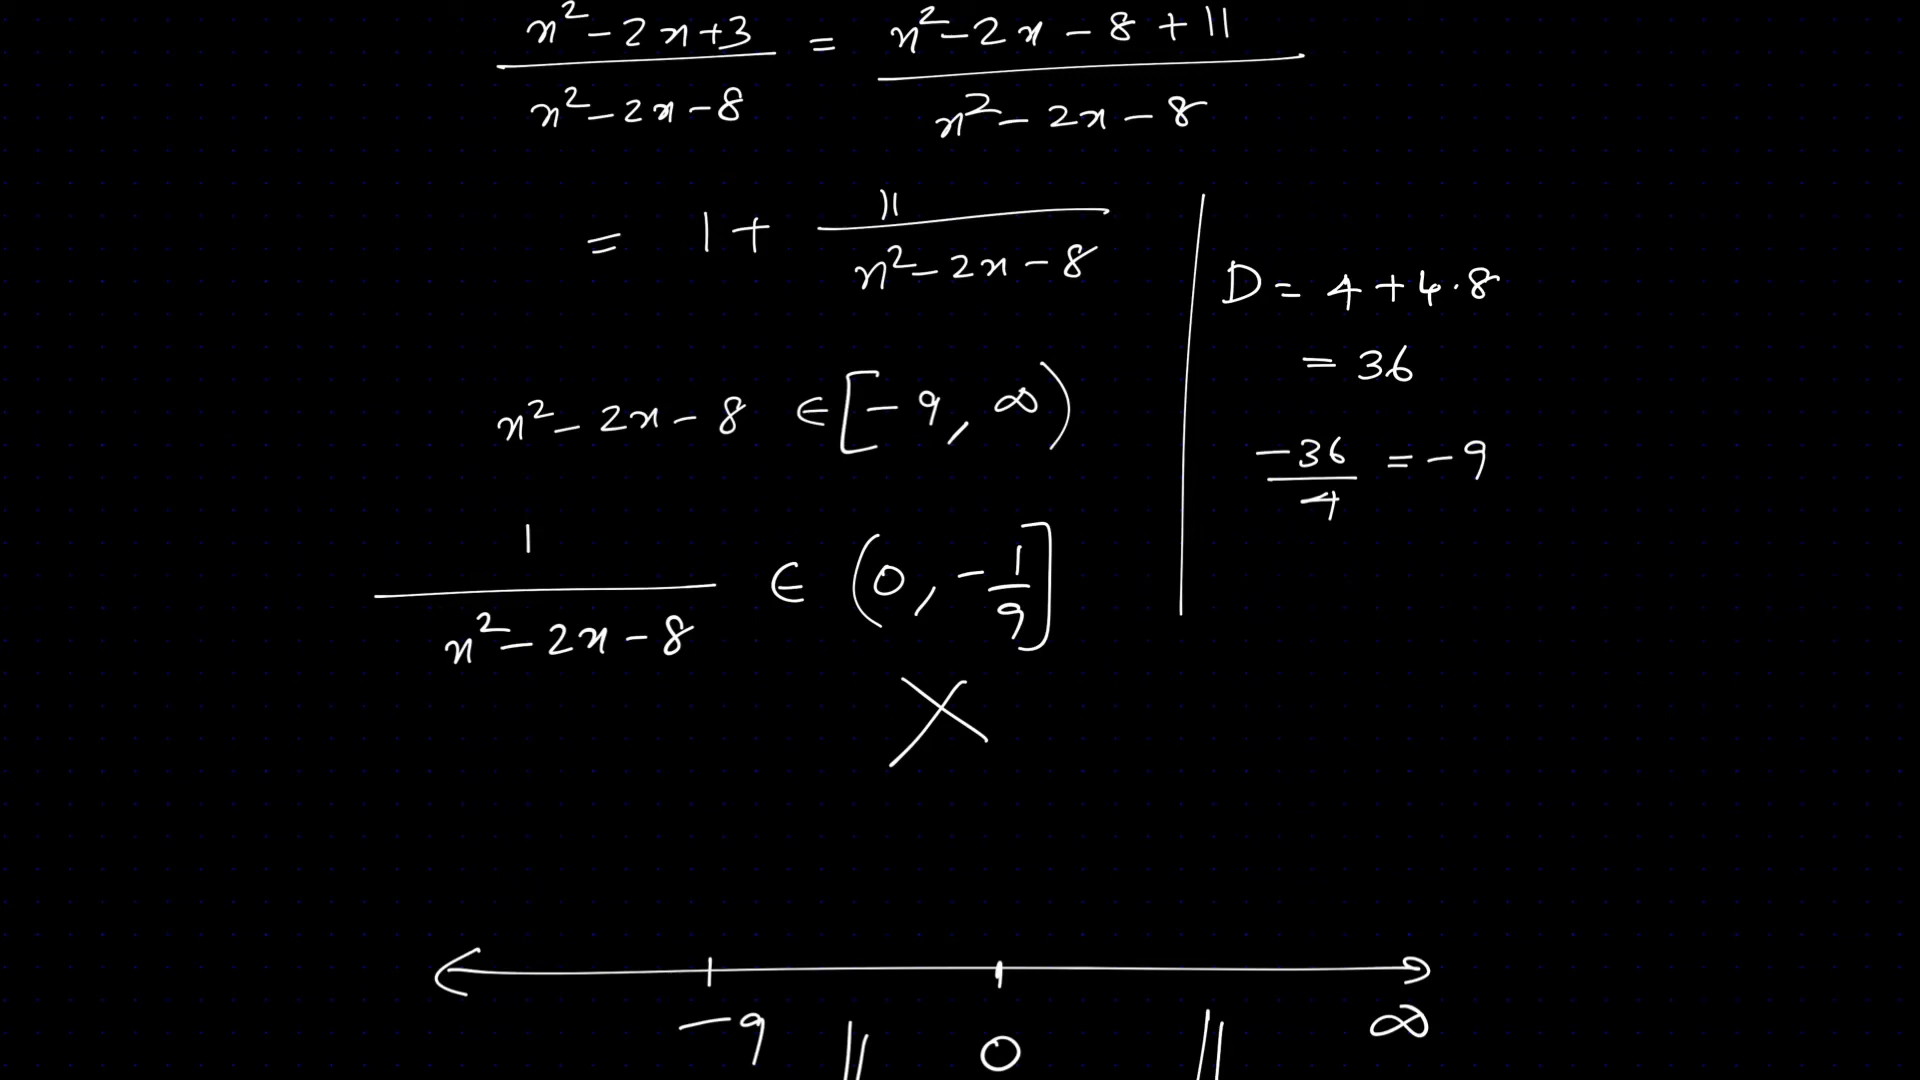 x² - 2x + 3 / x² - 2x - 8 = x² - 2x - 8 + 11 / x² - 2x - 8
= 1 + 11 / x² - 2x - 8
x² - 2x - 8 ∈ [-9, ∞)
1 / x² - 2x - 8 ∈ (0, -1/9]
X
D = 4 + 4·8
= 36
-36 / 4 = -9
-9 0 ∞